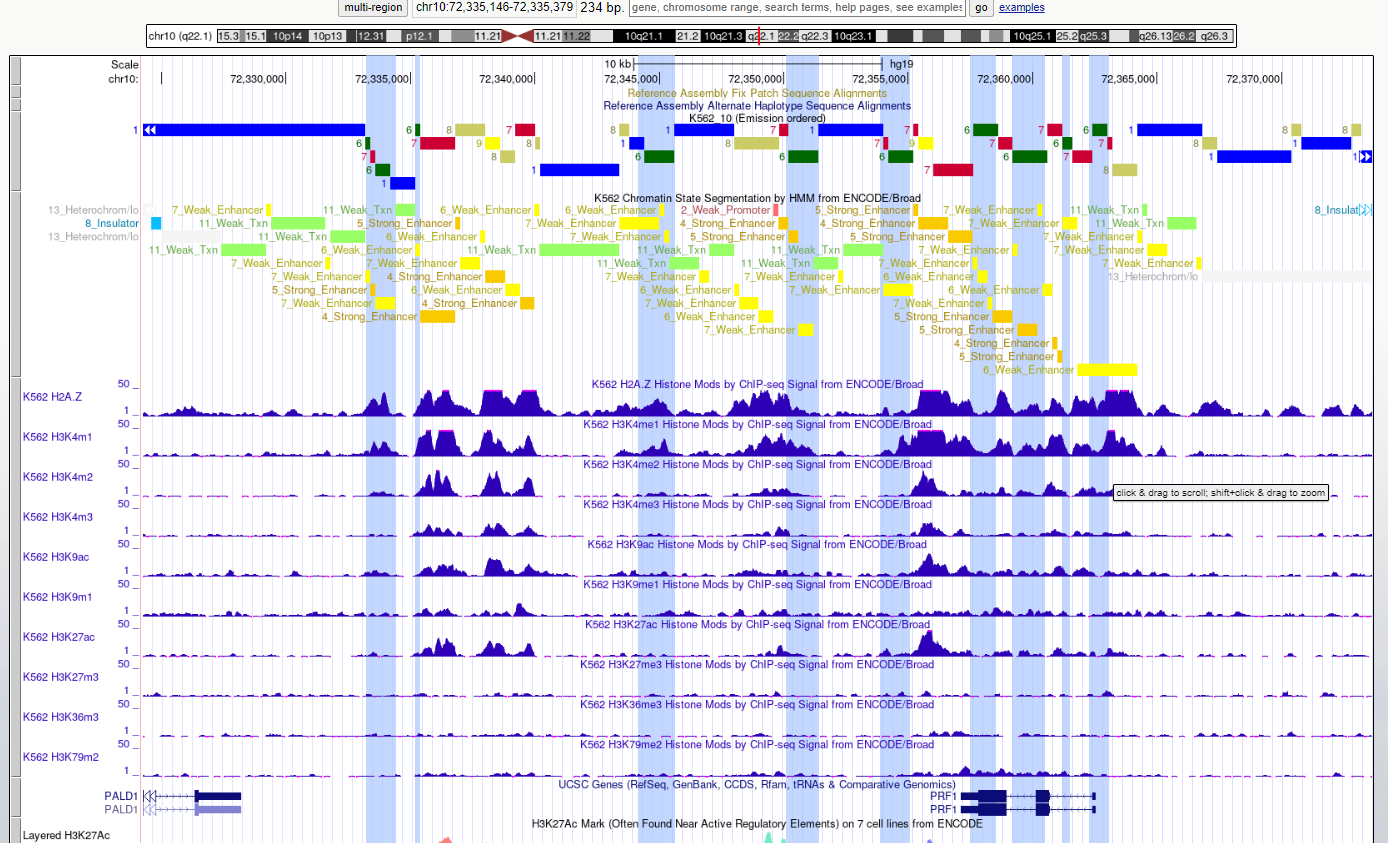 multi-region chr10:72,335,146-72,335,379 234 bp. gene, chromosome range, search terms, help pages, see examples go examples
chr10 (q22.1) 15.3 15.1 10p14 10p13 12.31 p12.1 11.21 11.21 11.22 10q21.1 21.2 10q21.3 q22.1 22.2 q22.3 10q23.1 10q25.1 25.2 q25.3 q26.13 26.2 q26.3
Scale 10 kb hg19
chr10: 72,330,000 72,335,000 72,340,000 72,345,000 72,350,000 72,355,000 72,360,000 72,365,000 72,370,000
Reference Assembly Fix Patch Sequence Alignments
Reference Assembly Alternate Haplotype Sequence Alignments
K562_10 (Emission ordered)
1 6 8 7 8 1 7 1 7 6 7 6 1 8 8
6 7 9 8 1 8 7 6 7 6 7 8 1
7 8 6 6 6 6 7 1 1
6 1 7 8
1
K562 Chromatin State Segmentation by HMM from ENCODE/Broad
13_Heterochrom/lo 7_Weak_Enhancer 11_Weak_Txn 6_Weak_Enhancer 6_Weak_Enhancer 2_Weak_Promoter 5_Strong_Enhancer 7_Weak_Enhancer 11_Weak_Txn 8_Insulat
8_Insulator 11_Weak_Txn 5_Strong_Enhancer 7_Weak_Enhancer 4_Strong_Enhancer 4_Strong_Enhancer 7_Weak_Enhancer 11_Weak_Txn
13_Heterochrom/lo 11_Weak_Txn 6_Weak_Enhancer 7_Weak_Enhancer 5_Strong_Enhancer 4_Strong_Enhancer 7_Weak_Enhancer
11_Weak_Txn 6_Weak_Enhancer 11_Weak_Txn 11_Weak_Txn 11_Weak_Txn 7_Weak_Enhancer 7_Weak_Enhancer
7_Weak_Enhancer 7_Weak_Enhancer 11_Weak_Txn 11_Weak_Txn 7_Weak_Enhancer 7_Weak_Enhancer
7_Weak_Enhancer 4_Strong_Enhancer 7_Weak_Enhancer 7_Weak_Enhancer 6_Weak_Enhancer 13_Heterochrom/lo
5_Strong_Enhancer 6_Weak_Enhancer 6_Weak_Enhancer 7_Weak_Enhancer 6_Weak_Enhancer
7_Weak_Enhancer 4_Strong_Enhancer 7_Weak_Enhancer 7_Weak_Enhancer
4_Strong_Enhancer 6_Weak_Enhancer 5_Strong_Enhancer
7_Weak_Enhancer 5_Strong_Enhancer
4_Strong_Enhancer
5_Strong_Enhancer
6_Weak_Enhancer
50 _ K562 H2A.Z Histone Mods by ChIP-seq Signal from ENCODE/Broad
K562 H2A.Z
1 _
50 _ K562 H3K4me1 Histone Mods by ChIP-seq Signal from ENCODE/Broad
K562 H3K4m1
1 _
50 _ K562 H3K4me2 Histone Mods by ChIP-seq Signal from ENCODE/Broad
K562 H3K4m2
1 _ click & drag to scroll; shift+click & drag to zoom
50 _ K562 H3K4me3 Histone Mods by ChIP-seq Signal from ENCODE/Broad
K562 H3K4m3
1 _
50 _ K562 H3K9ac Histone Mods by ChIP-seq Signal from ENCODE/Broad
K562 H3K9ac
1 _
50 _ K562 H3K9me1 Histone Mods by ChIP-seq Signal from ENCODE/Broad
K562 H3K9m1
1 _
50 _ K562 H3K27ac Histone Mods by ChIP-seq Signal from ENCODE/Broad
K562 H3K27ac
1 _
50 _ K562 H3K27me3 Histone Mods by ChIP-seq Signal from ENCODE/Broad
K562 H3K27m3
1 _
50 _ K562 H3K36me3 Histone Mods by ChIP-seq Signal from ENCODE/Broad
K562 H3K36m3
1 _
50 _ K562 H3K79me2 Histone Mods by ChIP-seq Signal from ENCODE/Broad
K562 H3K79m2
1 _
UCSC Genes (RefSeq, GenBank, CCDS, Rfam, tRNAs & Comparative Genomics)
PALD1 PRF1
PALD1 PRF1
H3K27Ac Mark (Often Found Near Active Regulatory Elements) on 7 cell lines from ENCODE
Layered H3K27Ac